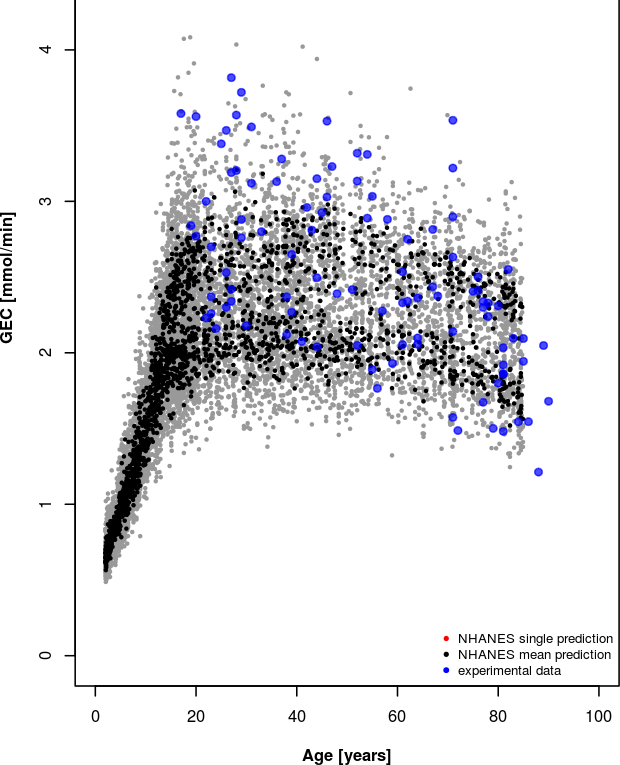 4
3
2
1
0
GEC [mmol/min]
NHANES single prediction
NHANES mean prediction
experimental data
0 20 40 60 80 100
Age [years]